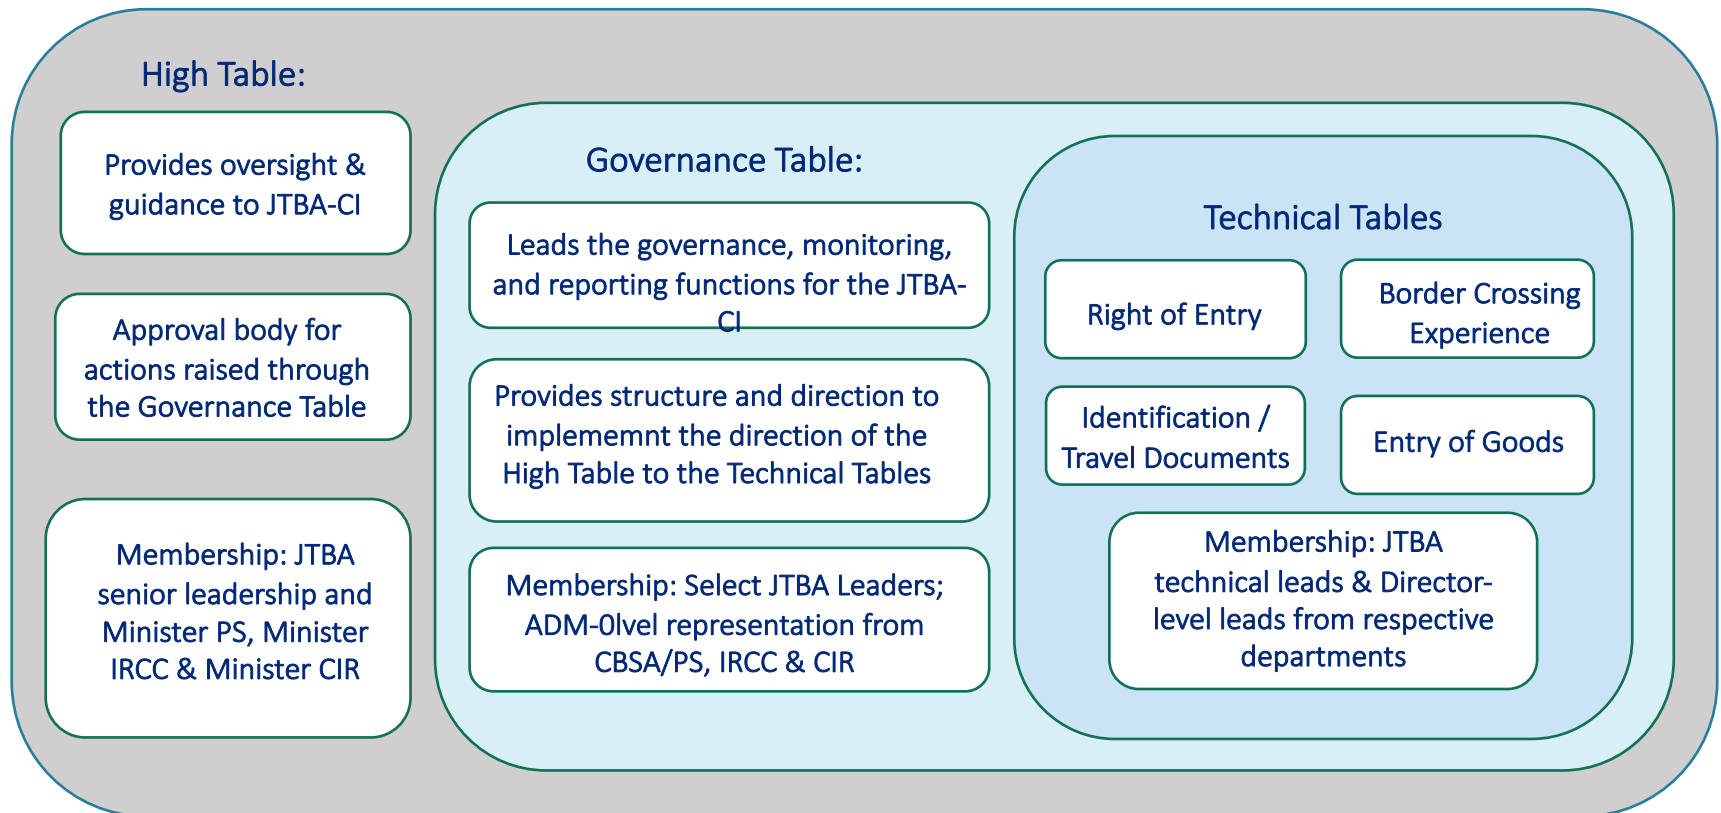 High Table:
Provides oversight &
guidance to JTBA-CI
Approval body for
actions raised through
the Governance Table
Membership: JTBA
senior leadership and
Minister PS, Minister
IRCC & Minister CIR
Governance Table:
Leads the governance, monitoring,
and reporting functions for the JTBA-
CI
Provides structure and direction to
implememnt the direction of the
High Table to the Technical Tables
Membership: Select JTBA Leaders;
ADM-0lvel representation from
CBSA/PS, IRCC & CIR
Technical Tables
Right of Entry
Border Crossing
Experience
Identification /
Travel Documents
Entry of Goods
Membership: JTBA
technical leads & Director-
level leads from respective
departments